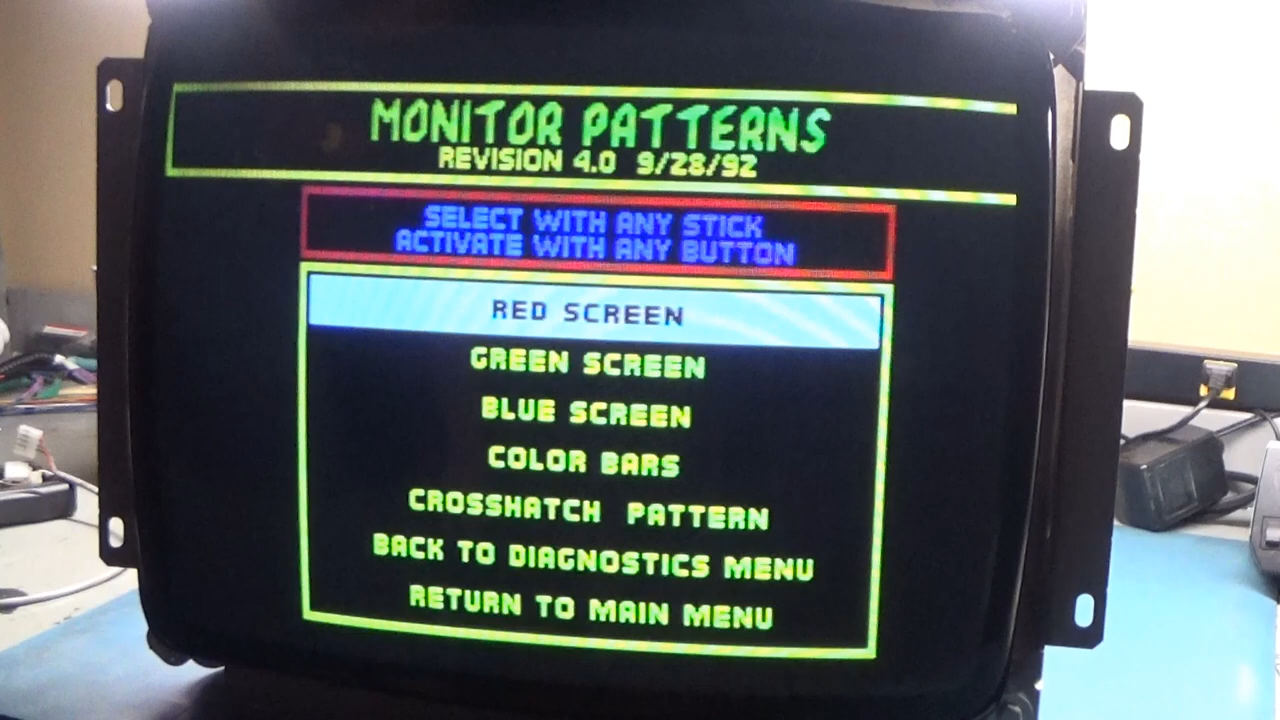 MONITOR PATTERNS
REVISION 4.0 9/28/92
SELECT WITH ANY STICK
ACTIVATE WITH ANY BUTTON
RED SCREEN
GREEN SCREEN
BLUE SCREEN
COLOR BARS
CROSSHATCH PATTERN
BACK TO DIAGNOSTICS MENU
RETURN TO MAIN MENU